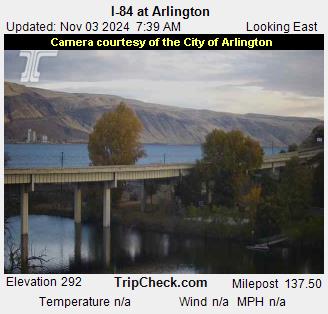 I-84 at Arlington
Updated: Nov 03 2024 7:39 AM Looking East
Camera courtesy of the City of Arlington
Elevation 292 TripCheck.com Milepost 137.50
Temperature n/a Wind n/a MPH n/a